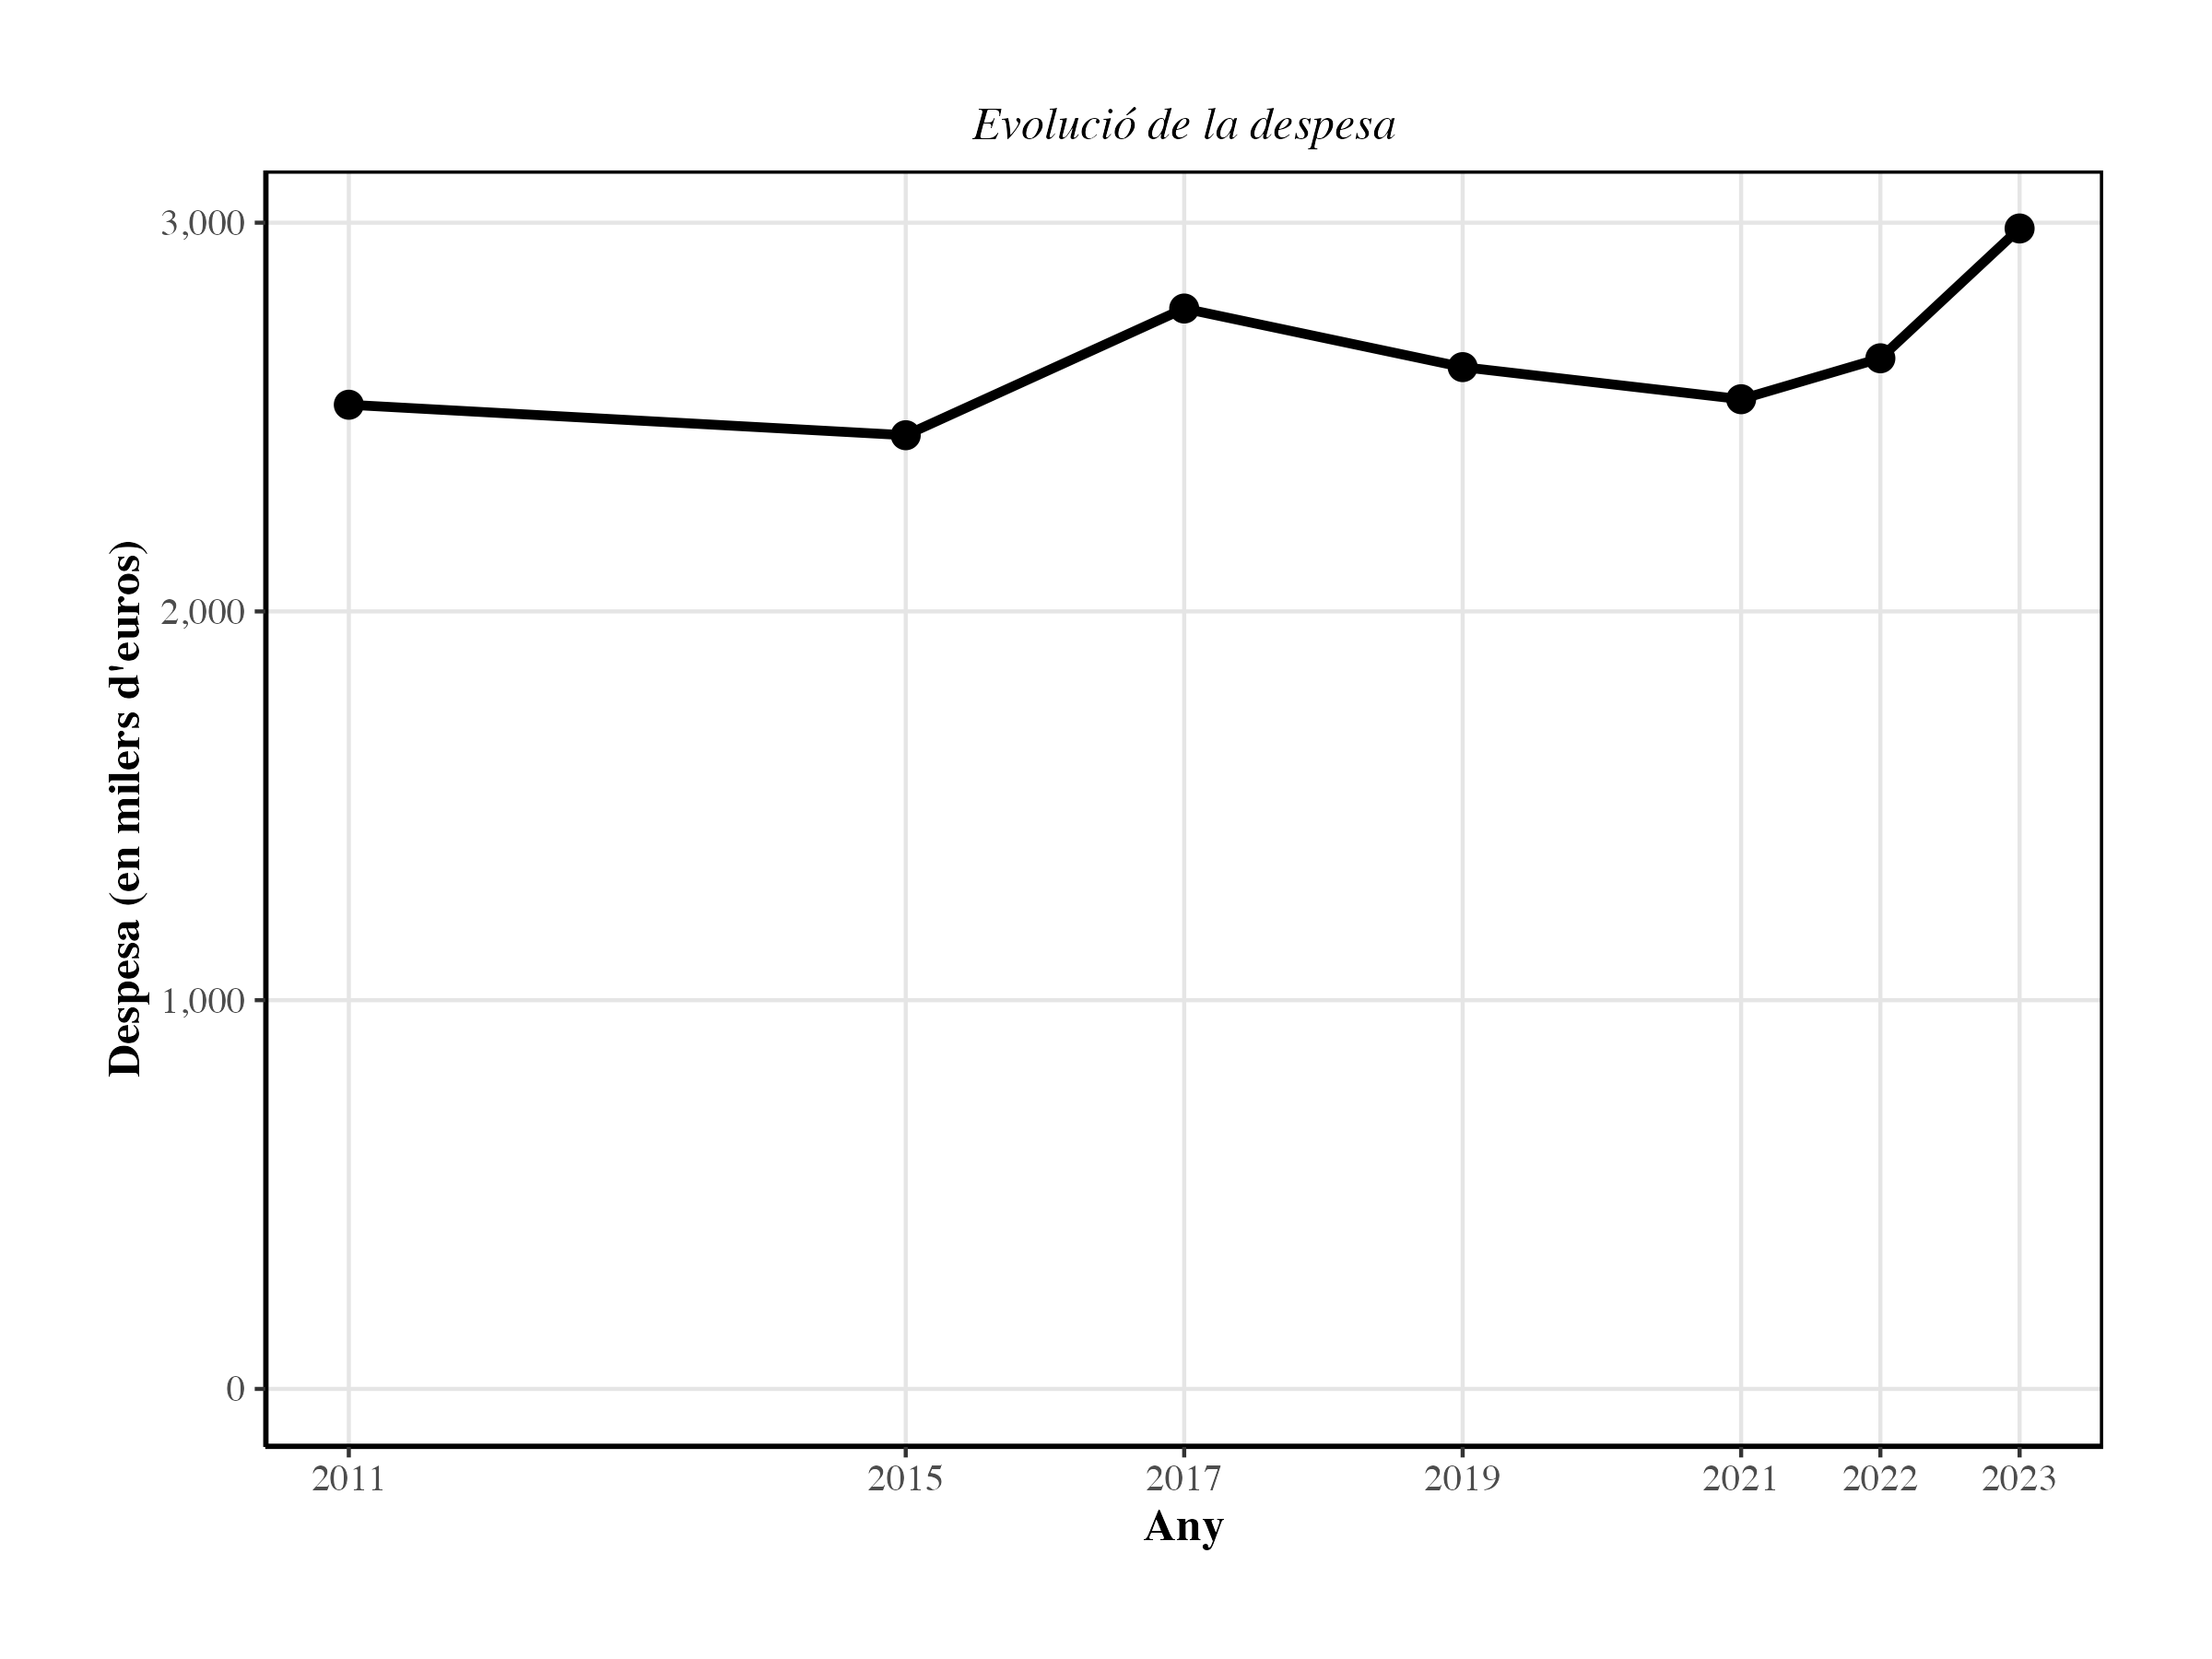 Evolució de la despesa
Despesa (en milers d'euros)
3,000
2,000
1,000
0
2011 2015 2017 2019 2021 2022 2023
Any